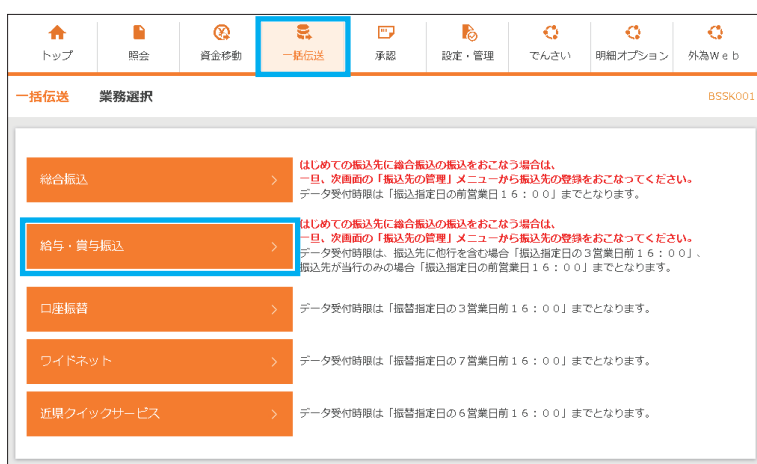 トップ 照会 資金移動 一括伝送 承認 設定・管理 でんさい 明細オプション 外為Ｗｅｂ
一括伝送 業務選択 BSSK001
総合振込
はじめての振込先に総合振込の振込をおこなう場合は、
一旦、次画面の「振込先の管理」メニューから振込先の登録をおこなってください。
データ受付時限は「振込指定日の前営業日１６：００」までとなります。
給与・賞与振込
はじめての振込先に総合振込の振込をおこなう場合は、
一旦、次画面の「振込先の管理」メニューから振込先の登録をおこなってください。
データ受付時限は、振込先に他行を含む場合「振込指定日の３営業日前１６：００」、
振込先が当行のみの場合「振込指定日の前営業日１６：００」までとなります。
口座振替
データ受付時限は「振替指定日の３営業日前１６：００」までとなります。
ワイドネット
データ受付時限は「振替指定日の７営業日前１６：００」までとなります。
近県クイックサービス
データ受付時限は「振替指定日の６営業日前１６：００」までとなります。